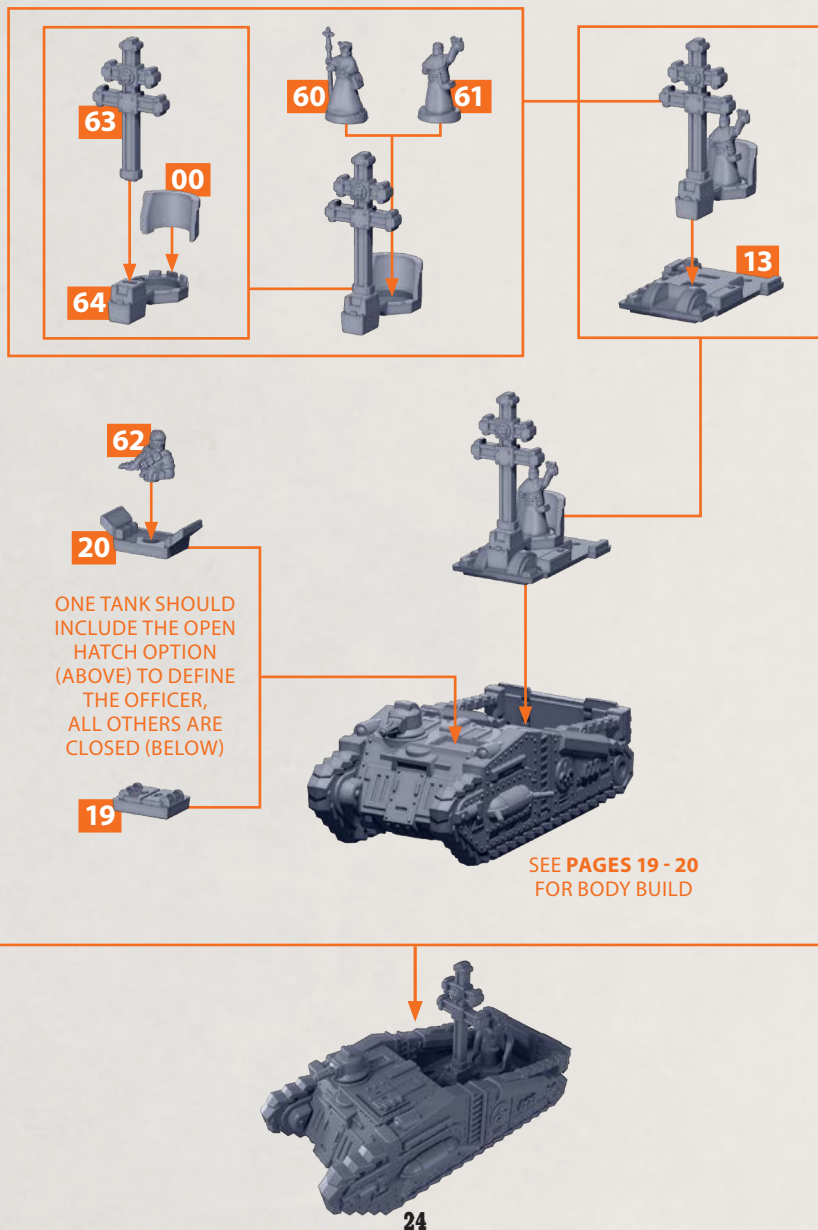 63
60
61
00
64
13
62
20
ONE TANK SHOULD
INCLUDE THE OPEN
HATCH OPTION
(ABOVE) TO DEFINE
THE OFFICER,
ALL OTHERS ARE
CLOSED (BELOW)
19
SEE PAGES 19 - 20
FOR BODY BUILD
24